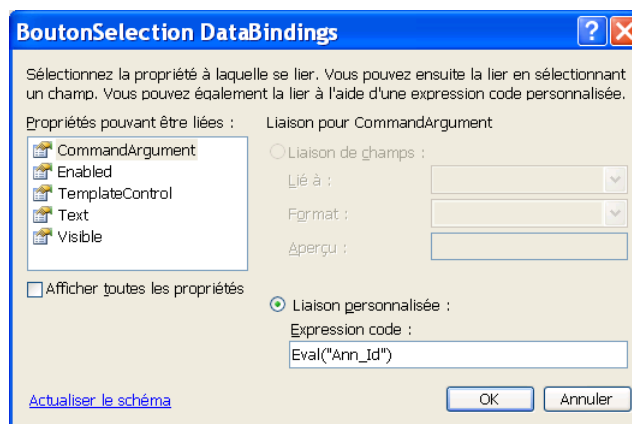 BoutonSelection DataBindings
Sélectionnez la propriété à laquelle se lier. Vous pouvez ensuite la lier en sélectionnant
un champ. Vous pouvez également la lier à l'aide d'une expression code personnalisée.
Propriétés pouvant être liées :
Liaison pour CommandArgument
CommandArgument
Enabled
TemplateControl
Text
Visible
Liaison de champs :
Lié à :
Format :
Aperçu :
Afficher toutes les propriétés
Liaison personnalisée :
Expression code :
Eval("Ann_Id")
Actualiser le schéma
OK
Annuler